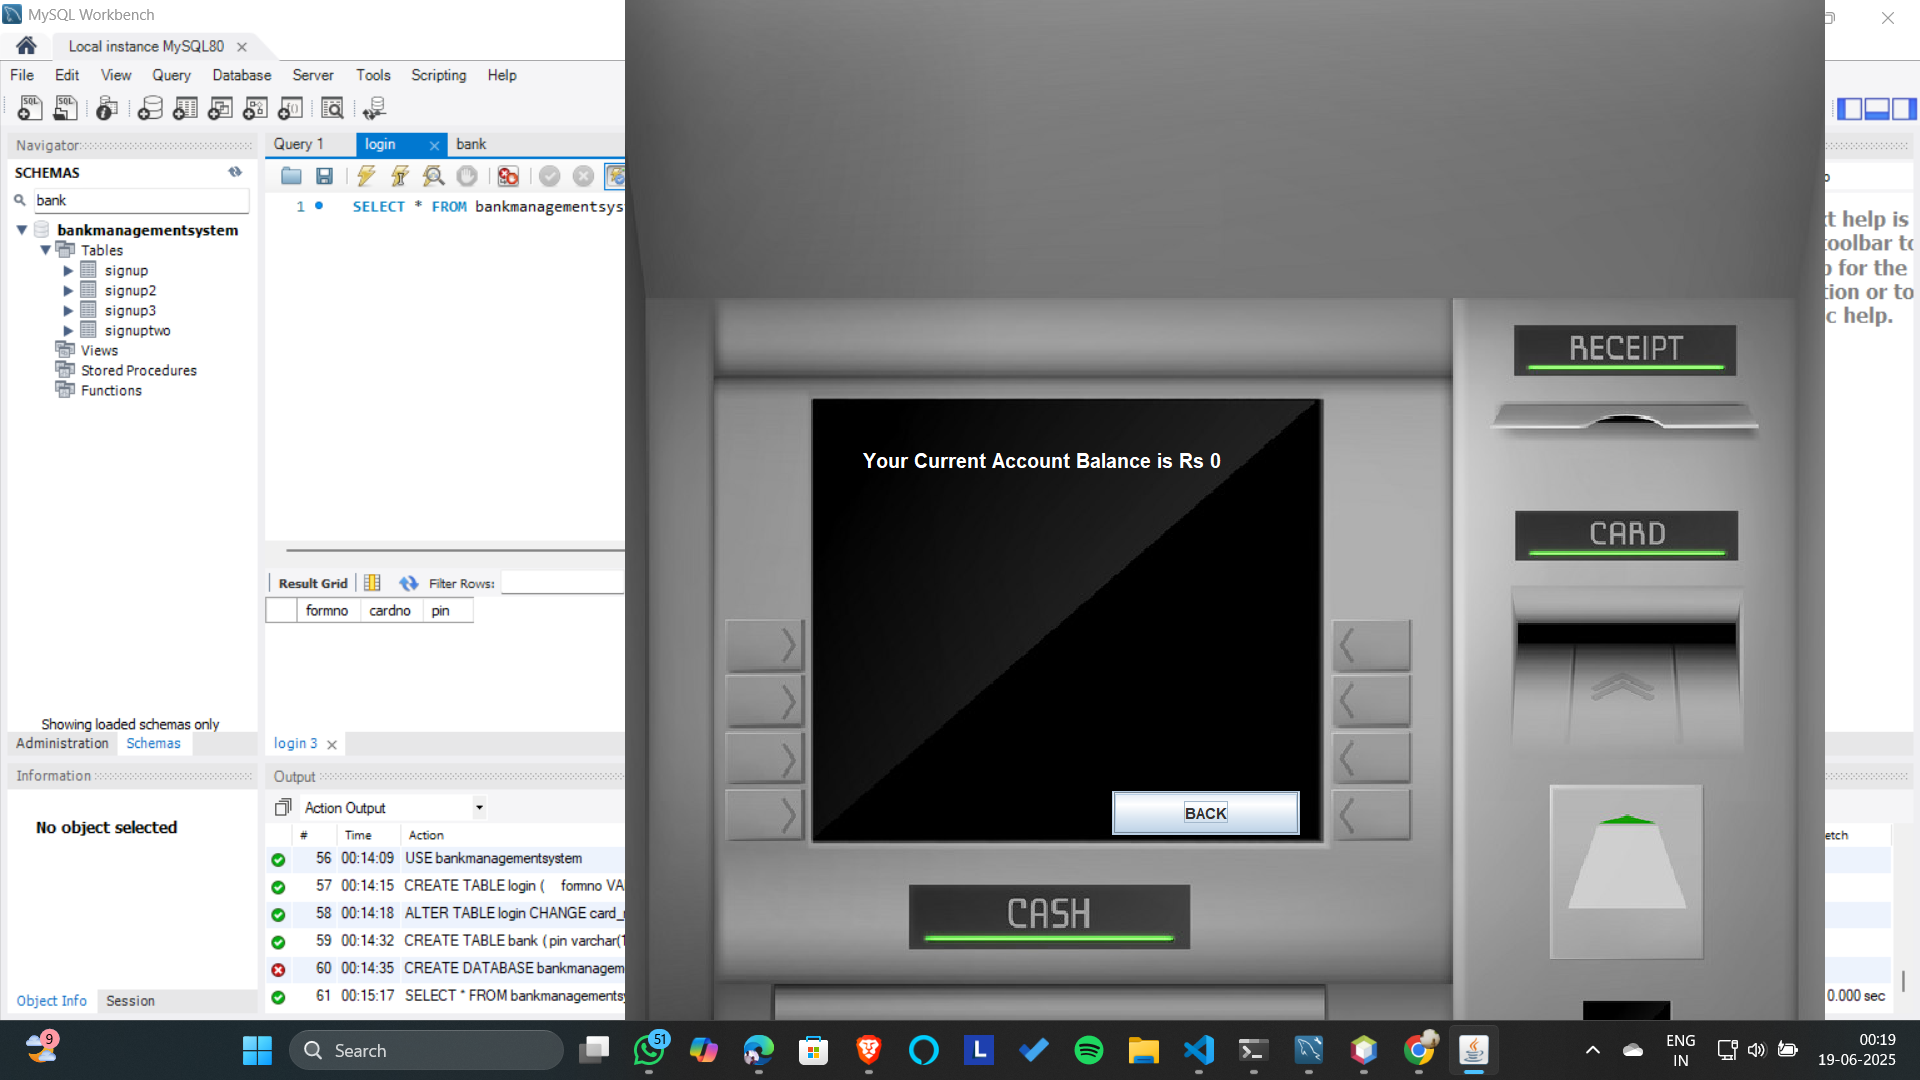 MySQL Workbench
Local instance MySQL80
File Edit View Query Database Server Tools Scripting Help
Navigator
SCHEMAS
bank
bankmanagementsystem
Tables
signup
signup2
signup3
signuptwo
Views
Stored Procedures
Functions
Showing loaded schemas only
Administration Schemas
Information
No object selected
Object Info Session
Query 1 login bank
1 SELECT * FROM bankmanagementsys
Result Grid Filter Rows:
formno cardno pin
login 3
Output
Action Output
# Time Action
56 00:14:09 USE bankmanagementsystem
57 00:14:15 CREATE TABLE login ( formno VA
58 00:14:18 ALTER TABLE login CHANGE card_
59 00:14:32 CREATE TABLE bank (pin varchar(1
60 00:14:35 CREATE DATABASE bankmanagem
61 00:15:17 SELECT * FROM bankmanagements
Your Current Account Balance is Rs 0
BACK
CASH
RECEIPT
CARD
t help is
toolbar to
for the
tion or to
c help.
etch
0.000 sec
9
Search
51
L
ENG
IN
00:19
19-06-2025